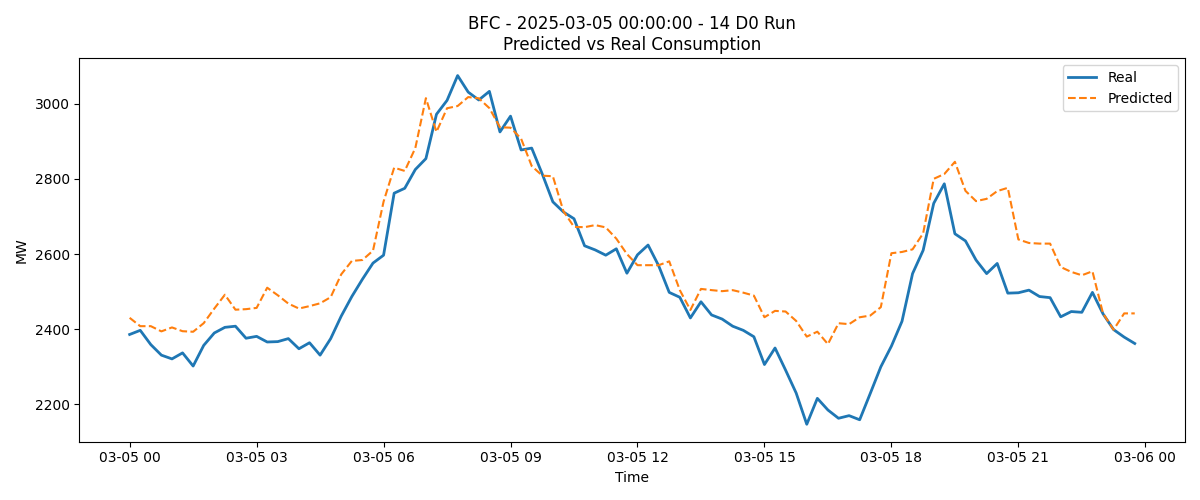 BFC - 2025-03-05 00:00:00 - 14 D0 Run
Predicted vs Real Consumption
Real
Predicted
MW
3000
2800
2600
2400
2200
03-05 00
03-05 03
03-05 06
03-05 09
03-05 12
03-05 15
03-05 18
03-05 21
03-06 00
Time